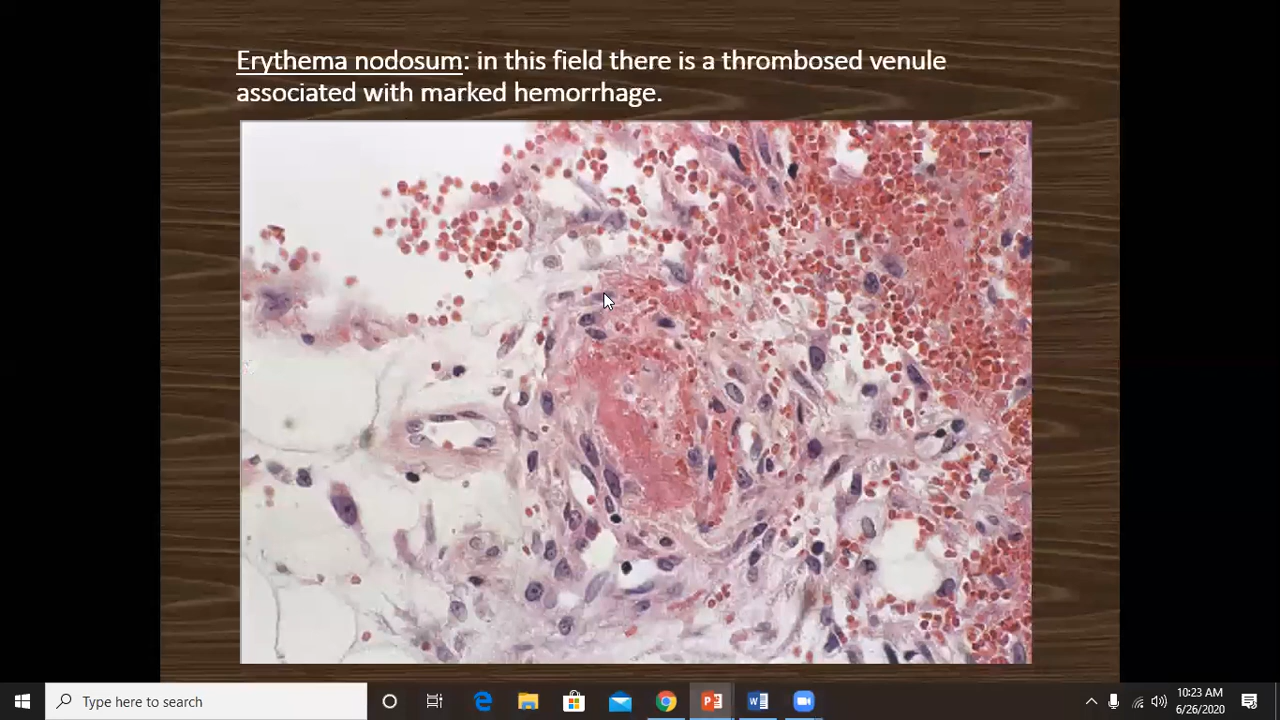 Erythema nodosum: in this field there is a thrombosed venule
associated with marked hemorrhage.
Type here to search
10:23 AM
6/26/2020